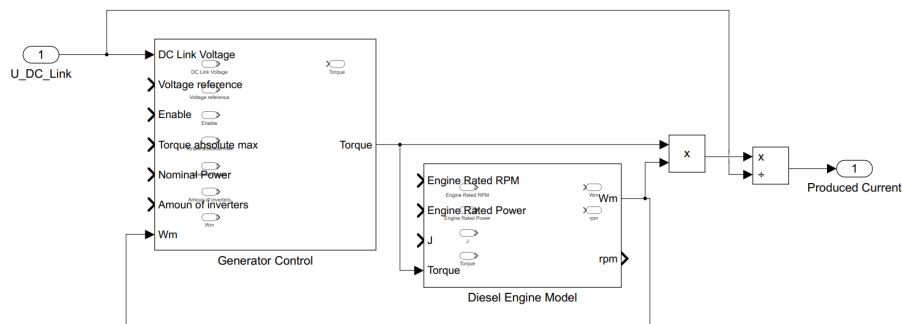 1
U_DC_Link
DC Link Voltage
DC Link Voltage
Torque
Voltage reference
Voltage reference
Enable
Enable
Torque absolute max
Torque
Nominal Power
Amoun of inverters
Amoun of inverters
Wm
Wm
Generator Control
Engine Rated RPM
Engine Rated RPM
Wm
Wm
Engine Rated Power
Engine Rated Power
rpm
J
J
rpm
Torque
Torque
Diesel Engine Model
x
x
÷
1
Produced Current